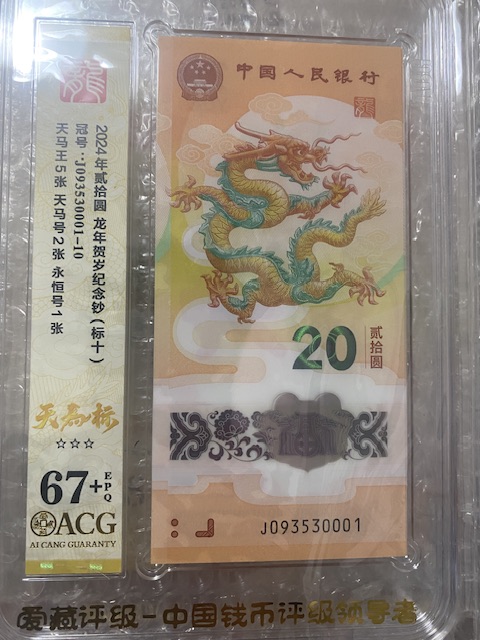 龍
2024年贰拾圆 龙年贺岁纪念钞(标十)
冠号:J093530001-10
天马王5张 天马号2张 永恒号1张
天马标
☆☆☆
67+
EPQ
ACG
AI CANG GUARANTY
中国人民银行
龍
20
贰拾圆
J093530001
爱藏评级-中国钱币评级领导者